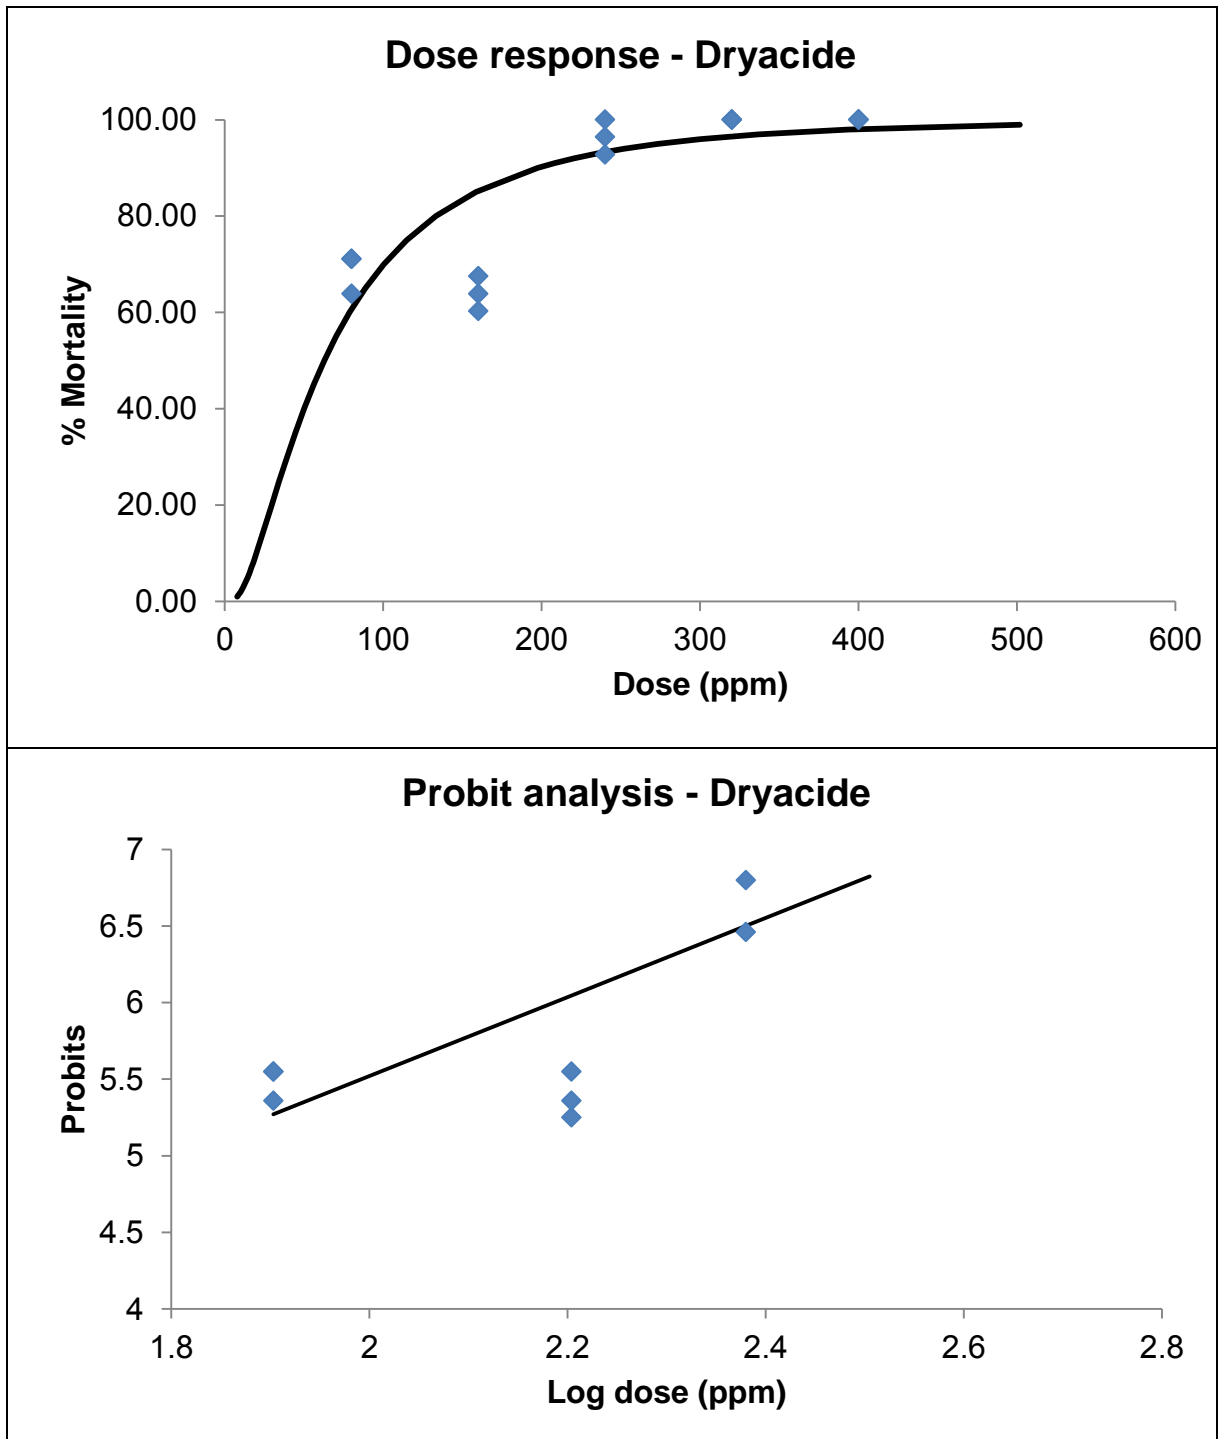 Dose response - Dryacide
100.00
80.00
60.00
40.00
20.00
0.00
% Mortality
0 100 200 300 400 500 600
Dose (ppm)
Probit analysis - Dryacide
7
6.5
6
5.5
5
4.5
4
Probits
1.8 2 2.2 2.4 2.6 2.8
Log dose (ppm)